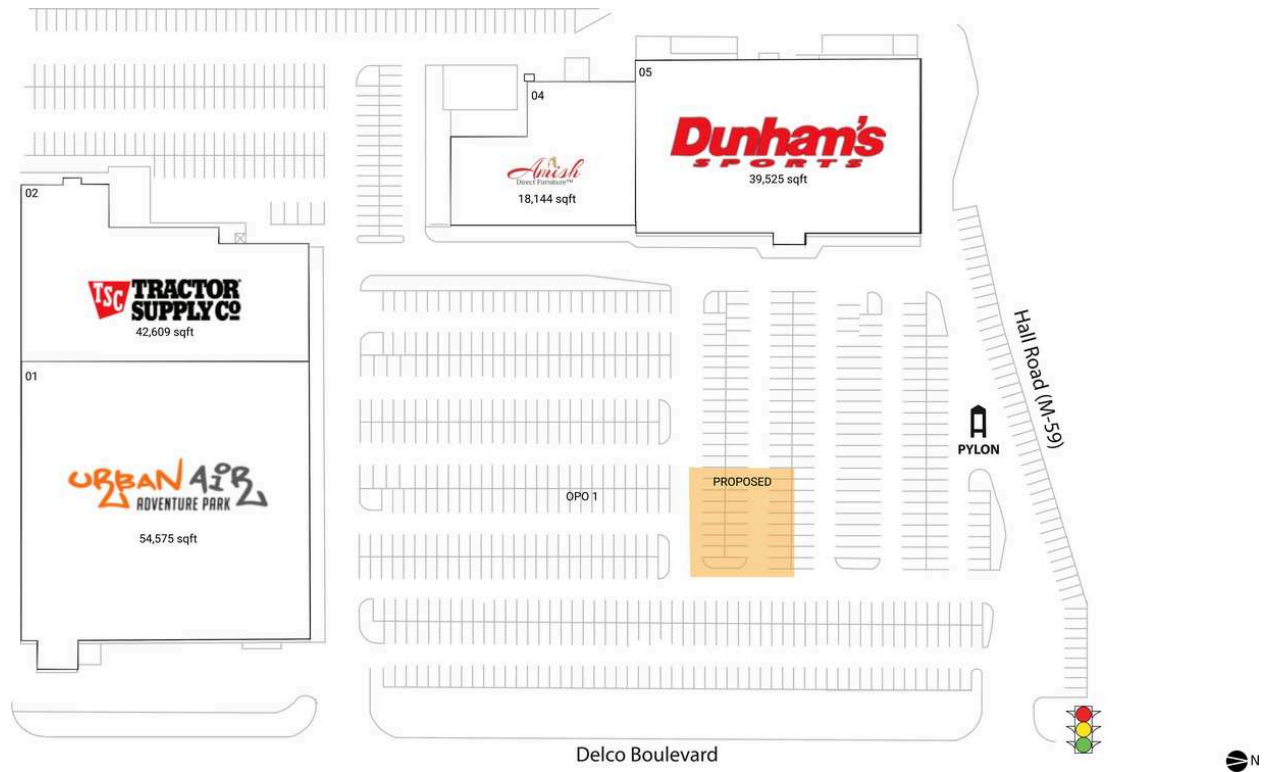 05
04
Dunham's
SPORTS
39,525 sqft
Amish
Direct Furniture™
18,144 sqft
02
TSC TRACTOR
SUPPLY CO
42,609 sqft
Hall Road (M-59)
01
PYLON
URBAN AIR
ADVENTURE PARK
PROPOSED
OPO 1
54,575 sqft
Delco Boulevard
N